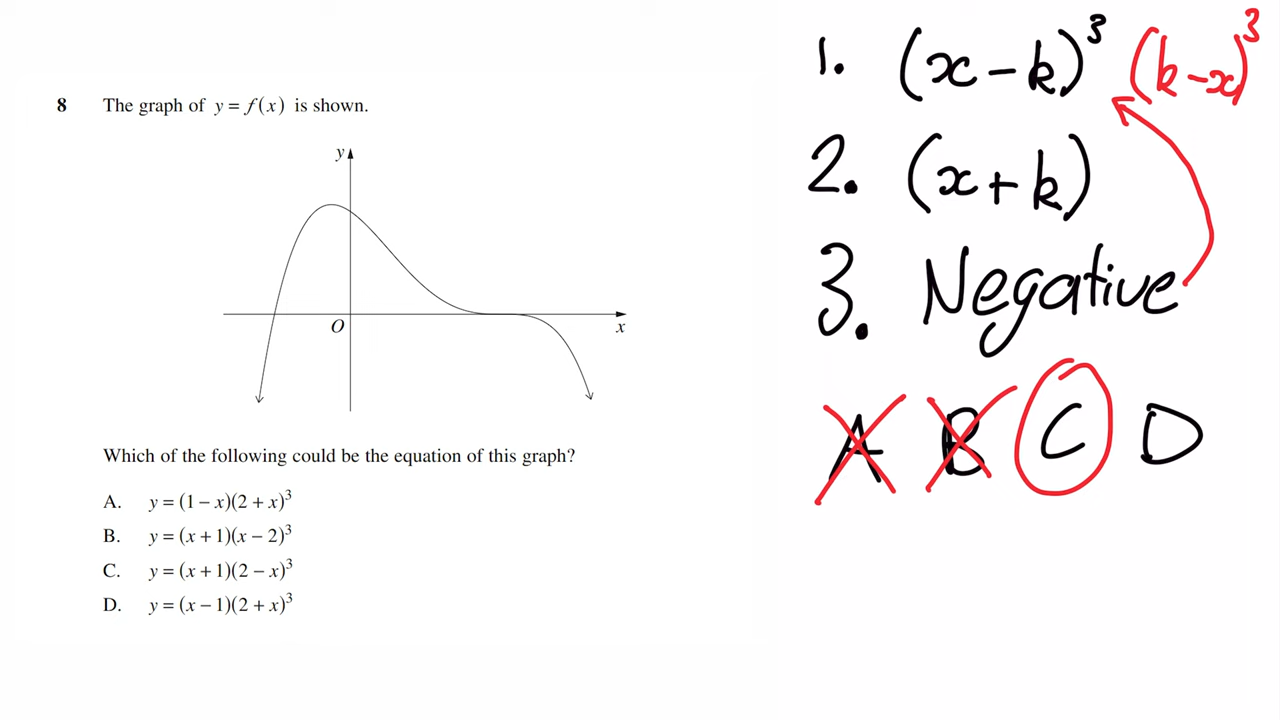 8 The graph of y = f(x) is shown.
y
O
x
Which of the following could be the equation of this graph?
A. y = (1 − x)(2 + x)³
B. y = (x + 1)(x − 2)³
C. y = (x + 1)(2 − x)³
D. y = (x − 1)(2 + x)³
1. (x − k)³ (k − x)³
2. (x + k)
3. Negative
A B C D